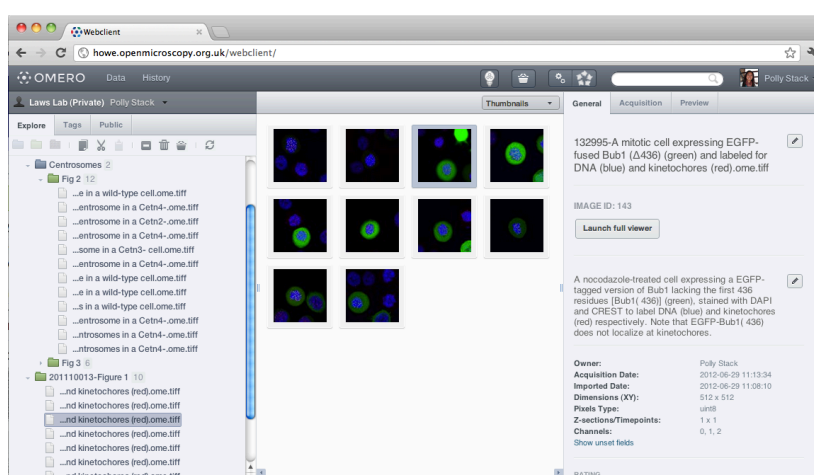 Webclient
howe.openmicroscopy.org.uk/webclient/
OMERO Data History Polly Stack
Laws Lab (Private) Polly Stack
Thumbnails
General Acquisition Preview
Explore Tags Public
Centrosomes 2
Fig 2 12
...e in a wild-type cell.ome.tiff
...entrosome in a Cetn4-.ome.tiff
...entrosome in a Cetn2-.ome.tiff
...entrosome in a Cetn4-.ome.tiff
...some in a Cetn3- cell.ome.tiff
...entrosome in a Cetn4-.ome.tiff
...e in a wild-type cell.ome.tiff
...e in a wild-type cell.ome.tiff
...s in a wild-type cell.ome.tiff
...entrosome in a Cetn4-.ome.tiff
...ntrosomes in a Cetn4-.ome.tiff
...ntrosomes in a Cetn4-.ome.tiff
Fig 3 6
201110013-Figure 1 10
...nd kinetochores (red).ome.tiff
...nd kinetochores (red).ome.tiff
...nd kinetochores (red).ome.tiff
...nd kinetochores (red).ome.tiff
...nd kinetochores (red).ome.tiff
...nd kinetochores (red).ome.tiff
...nd kinetochores (red).ome.tiff
132995-A mitotic cell expressing EGFP-
fused Bub1 (Δ436) (green) and labeled for
DNA (blue) and kinetochores (red).ome.tiff
IMAGE ID: 143
Launch full viewer
A nocodazole-treated cell expressing a EGFP-
tagged version of Bub1 lacking the first 436
residues [Bub1( 436)] (green), stained with DAPI
and CREST to label DNA (blue) and kinetochores
(red) respectively. Note that EGFP-Bub1( 436)
does not localize at kinetochores.
Owner: Polly Stack
Acquisition Date: 2012-06-29 11:13:34
Imported Date: 2012-06-29 11:08:10
Dimensions (XY): 512 x 512
Pixels Type: uint8
Z-sections/Timepoints: 1 x 1
Channels: 0, 1, 2
Show unset fields
RATING